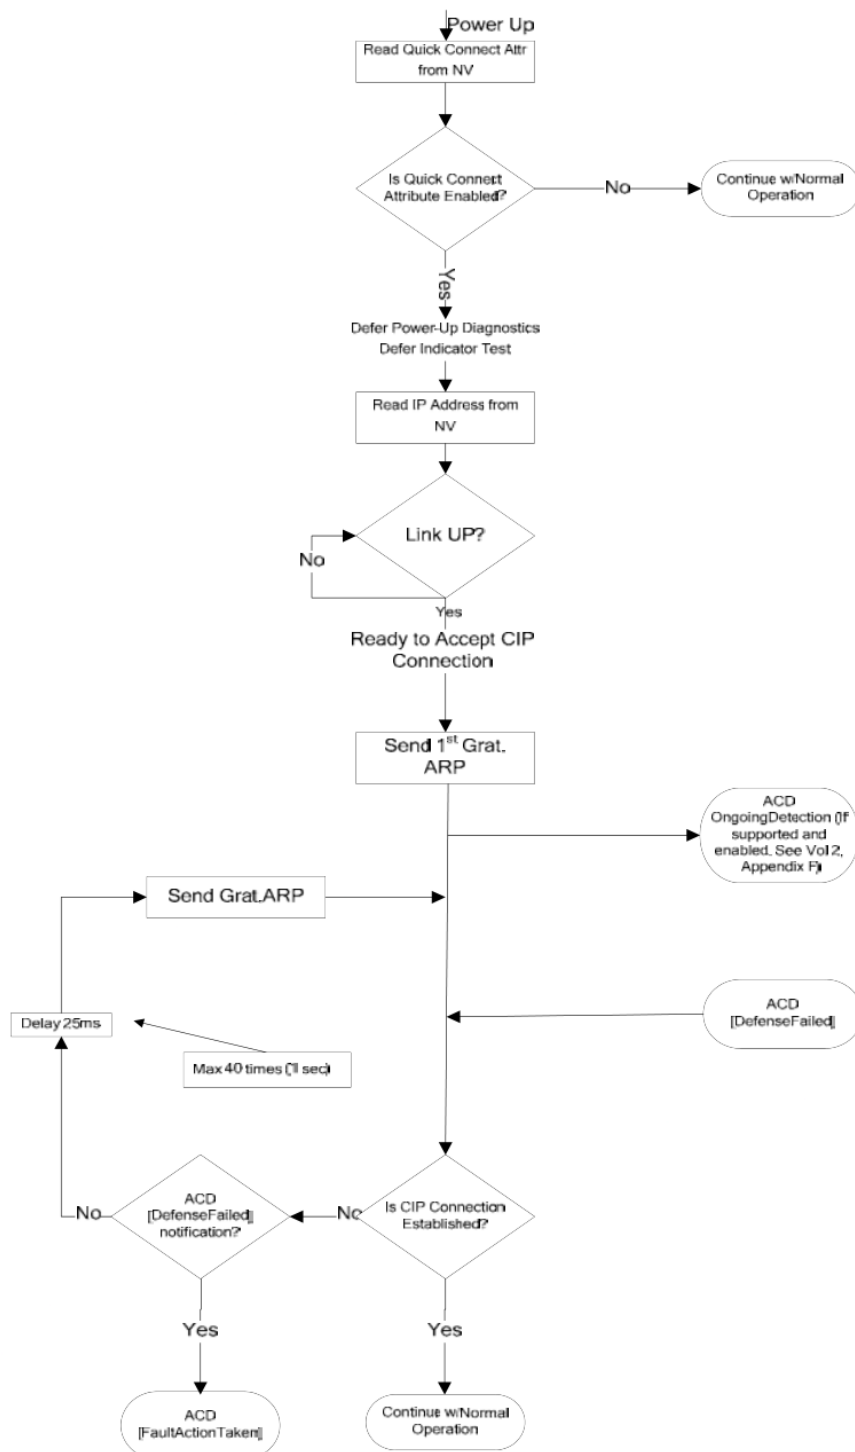 Power Up
Read Quick Connect Attr
from NV
Is Quick Connect
Attribute Enabled?
No
Continue w/Normal
Operation
Yes
Defer Power-Up Diagnostics
Defer Indicator Test
Read IP Address from
NV
Link UP?
No
Yes
Ready to Accept CIP
Connection
Send 1st Grat.
ARP
ACD
OngoingDetection (If
supported and
enabled. See Vol 2,
Appendix F)
Send Grat.ARP
ACD
[DefenseFailed]
Delay 25ms
Max 40 times (1 sec)
ACD
[DefenseFailed]
notification?
No
Is CIP Connection
Established?
No
Yes
Yes
ACD
[FaultActionTaken]
Continue w/Normal
Operation